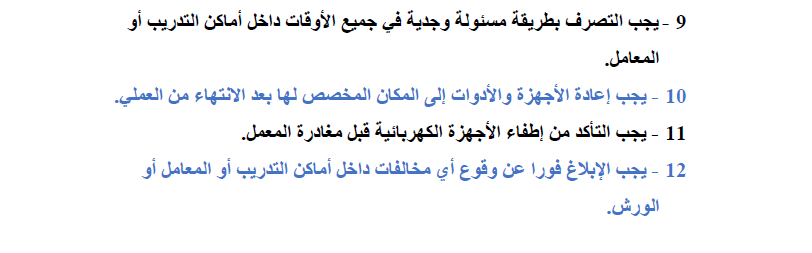 9 - يجب التصرف بطريقة مسئولة وجدية في جميع الأوقات داخل أماكن التدريب أو
المعامل.
10 - يجب إعادة الأجهزة والأدوات إلى المكان المخصص لها بعد الانتهاء من العملي.
11 - يجب التأكد من إطفاء الأجهزة الكهربائية قبل مغادرة المعمل.
12 - يجب الإبلاغ فورا عن وقوع أي مخالفات داخل أماكن التدريب أو المعامل أو
الورش.